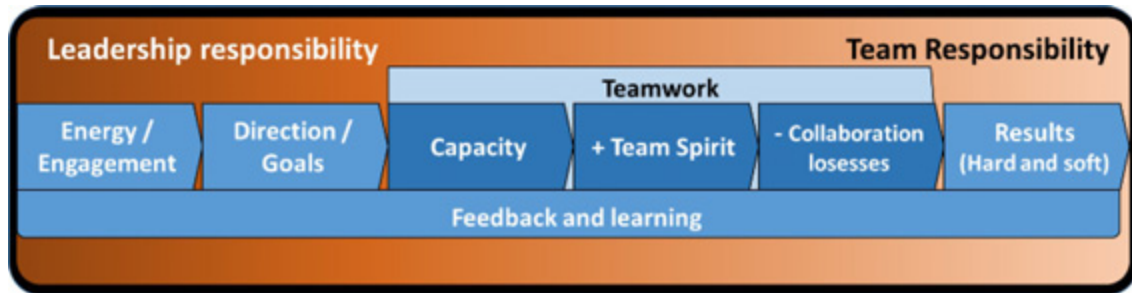 Leadership responsibility
Team Responsibility
Teamwork
Energy /
Engagement
Direction /
Goals
Capacity
+ Team Spirit
- Collaboration
losesses
Results
(Hard and soft)
Feedback and learning